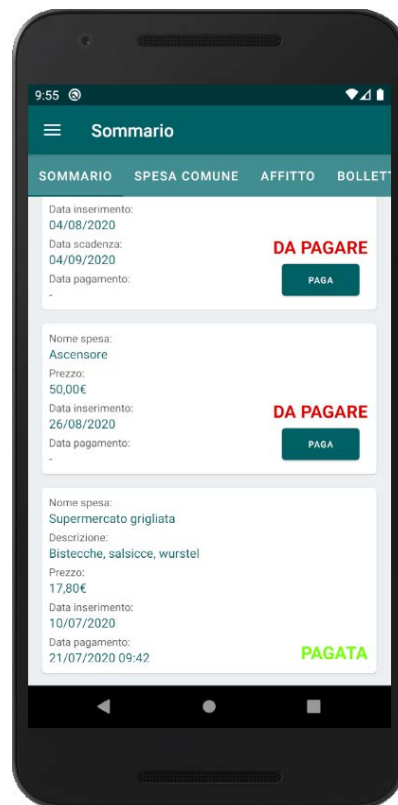 9:55
Sommario
SOMMARIO SPESA COMUNE AFFITTO BOLLET
Data inserimento:
04/08/2020
Data scadenza:
04/09/2020
DA PAGARE
Data pagamento:
-
PAGA
Nome spesa:
Ascensore
Prezzo:
50,00€
Data inserimento:
26/08/2020
DA PAGARE
Data pagamento:
-
PAGA
Nome spesa:
Supermercato grigliata
Descrizione:
Bistecche, salsicce, wurstel
Prezzo:
17,80€
Data inserimento:
10/07/2020
Data pagamento:
21/07/2020 09:42
PAGATA